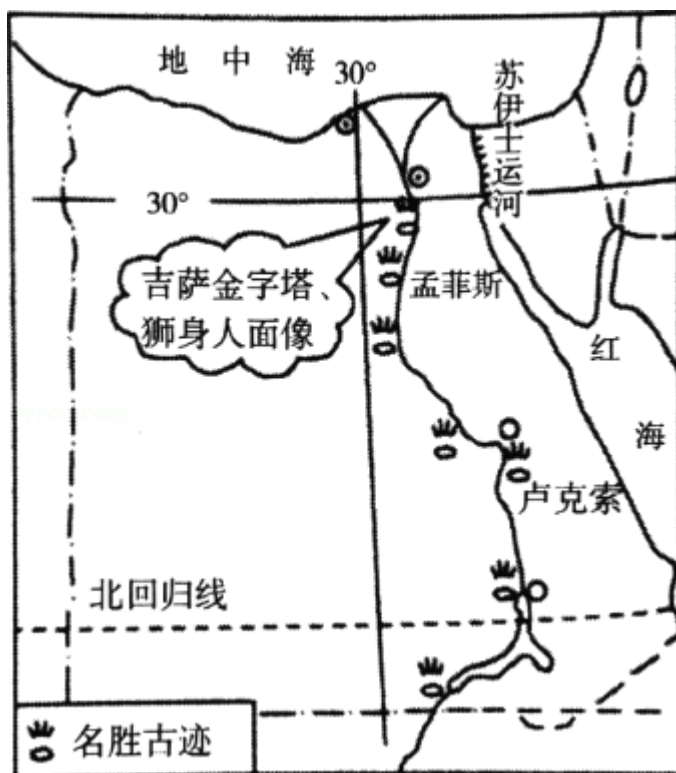 地中海
30°
苏伊士运河
30°
吉萨金字塔、
狮身人面像
孟菲斯
红海
卢克索
北回归线
名胜古迹